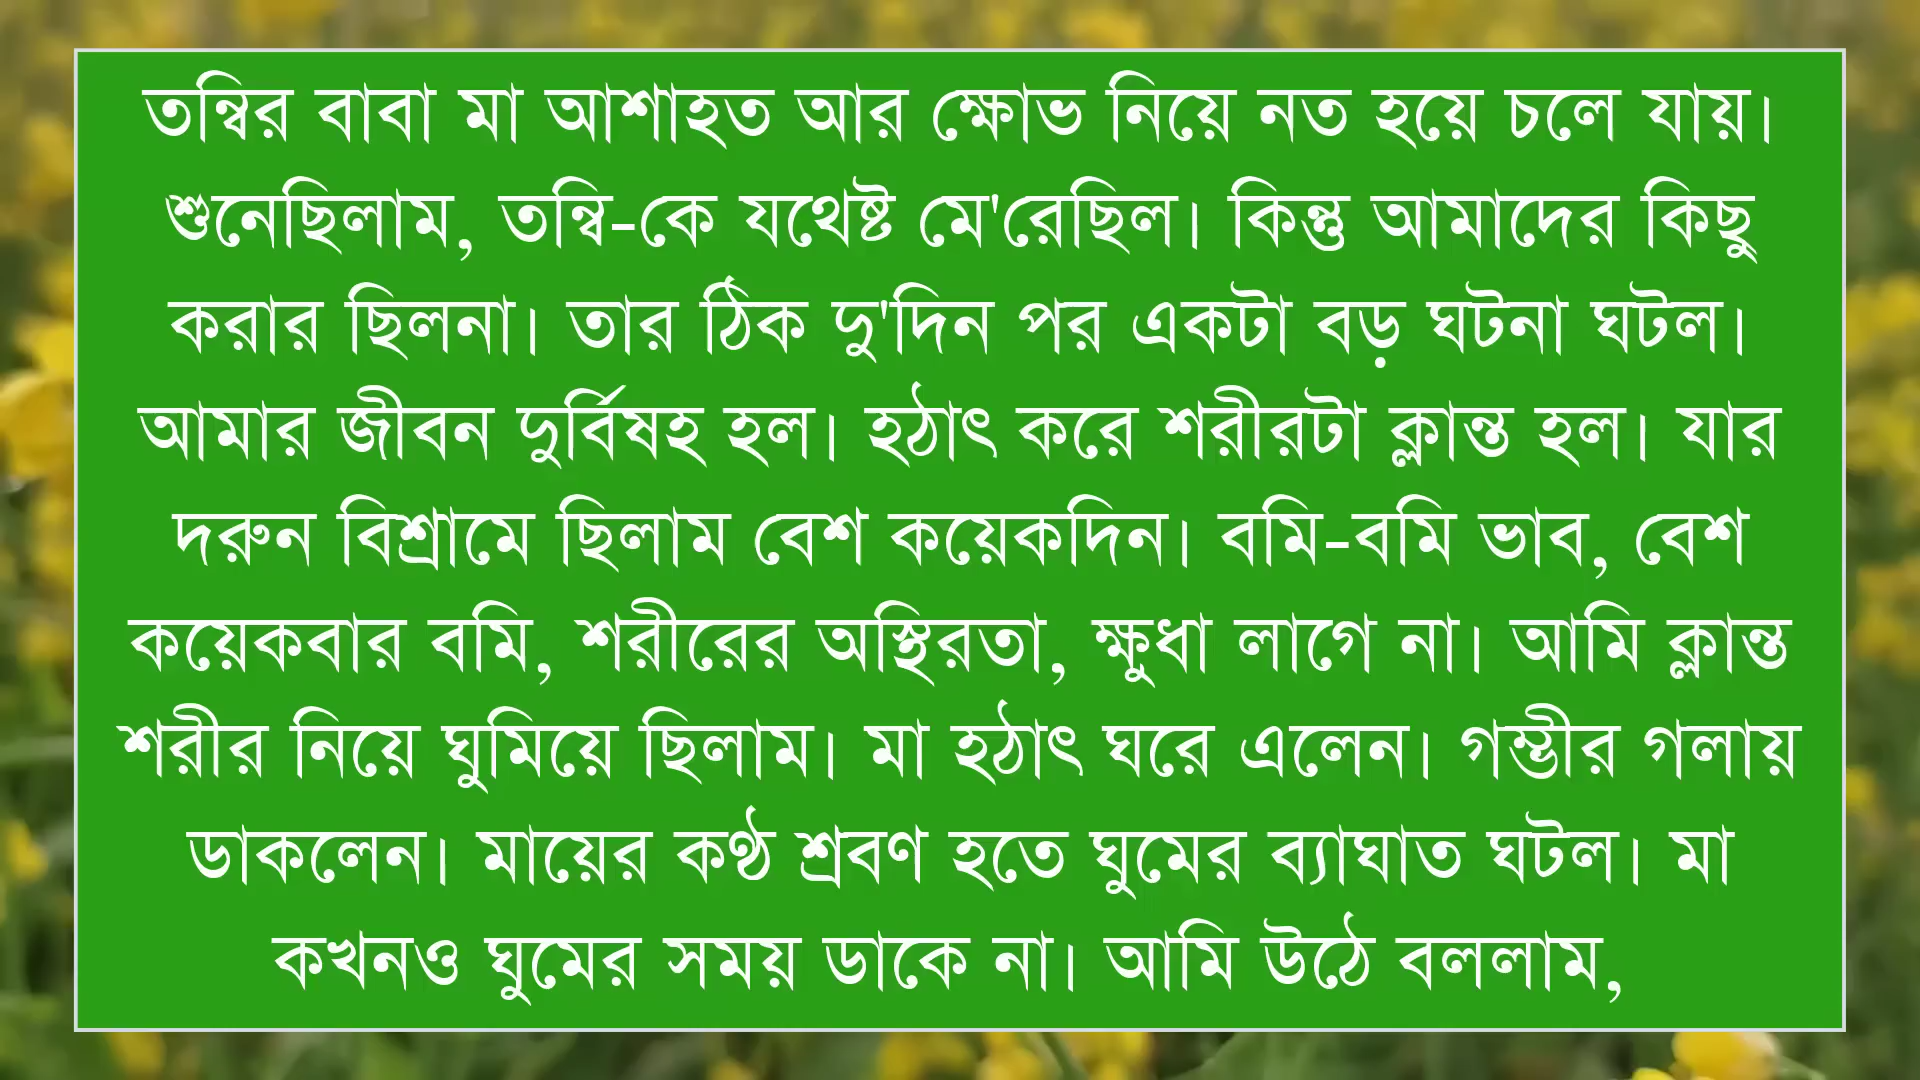 তন্বির বাবা মা আশাহত আর ক্ষোভ নিয়ে নত হয়ে চলে যায়।
শুনেছিলাম, তন্বি-কে যথেষ্ট মে'রেছিল। কিন্তু আমাদের কিছু
করার ছিলনা। তার ঠিক দু'দিন পর একটা বড় ঘটনা ঘটল।
আমার জীবন দুর্বিষহ হল। হঠাৎ করে শরীরটা ক্লান্ত হল। যার
দরুন বিশ্রামে ছিলাম বেশ কয়েকদিন। বমি-বমি ভাব, বেশ
কয়েকবার বমি, শরীরের অস্থিরতা, ক্ষুধা লাগে না। আমি ক্লান্ত
শরীর নিয়ে ঘুমিয়ে ছিলাম। মা হঠাৎ ঘরে এলেন। গম্ভীর গলায়
ডাকলেন। মায়ের কণ্ঠ শ্রবণ হতে ঘুমের ব্যাঘাত ঘটল। মা
কখনও ঘুমের সময় ডাকে না। আমি উঠে বললাম,